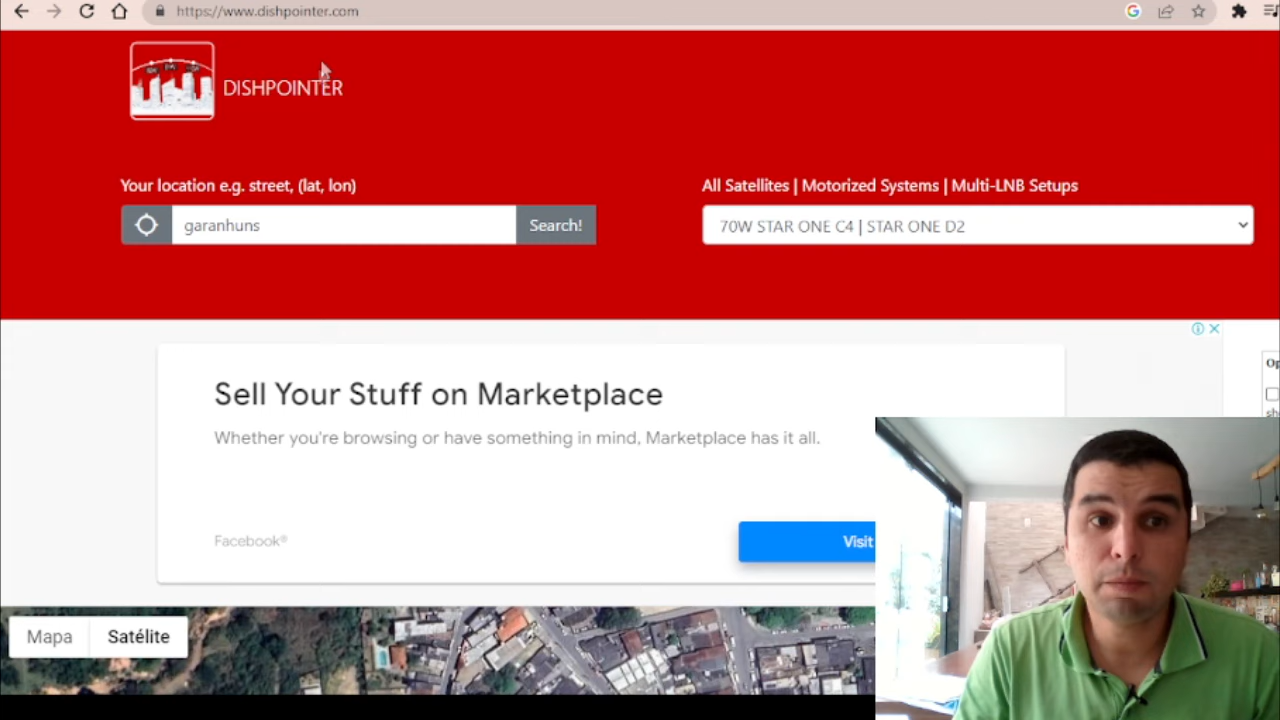 https://www.dishpointer.com
DISHPOINTER
Your location e.g. street, (lat, lon)
All Satellites | Motorized Systems | Multi-LNB Setups
garanhuns
Search!
70W STAR ONE C4 | STAR ONE D2
Sell Your Stuff on Marketplace
Whether you're browsing or have something in mind, Marketplace has it all.
Facebook®
Visit
Mapa
Satélite